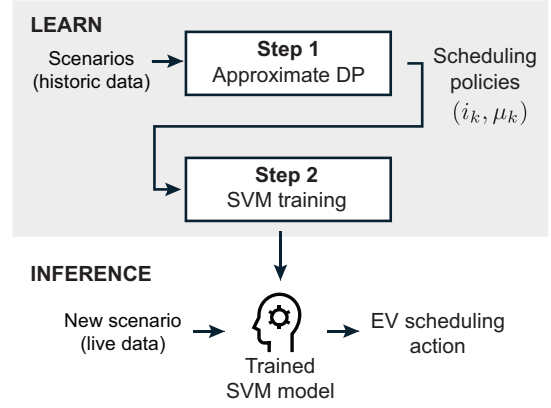 LEARN
Scenarios
(historic data)
Step 1
Approximate DP
Scheduling
policies
(i_k, μ_k)
Step 2
SVM training
INFERENCE
New scenario
(live data)
Trained
SVM model
EV scheduling
action